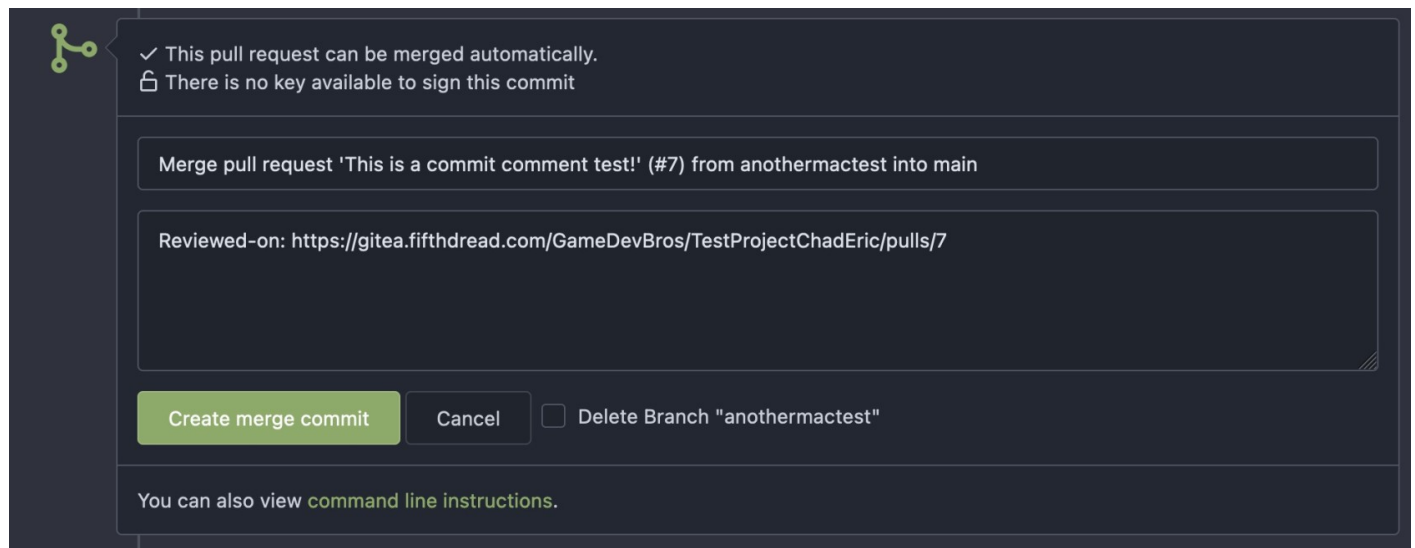 This pull request can be merged automatically.
There is no key available to sign this commit
Merge pull request 'This is a commit comment test!' (#7) from anothermactest into main
Reviewed-on: https://gitea.fifthdread.com/GameDevBros/TestProjectChadEric/pulls/7
Create merge commit
Cancel
Delete Branch "anothermactest"
You can also view command line instructions.